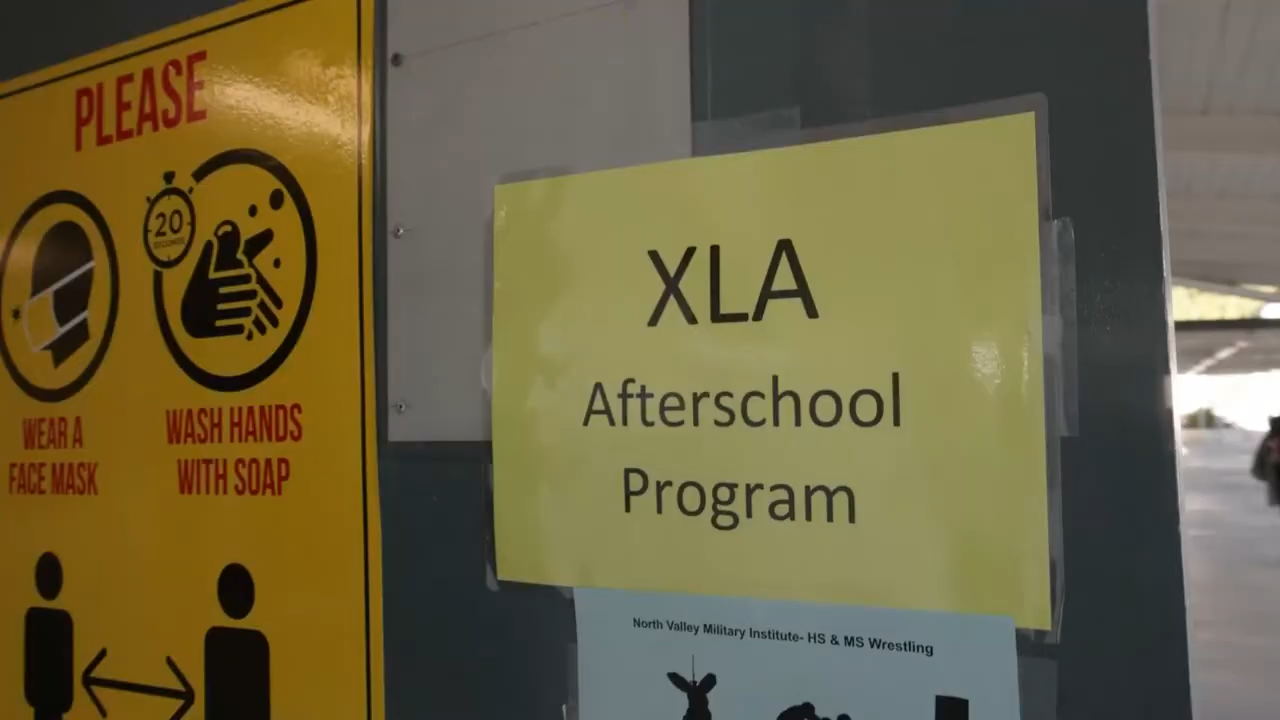 PLEASE
20
SECONDS
WEAR A
FACE MASK
WASH HANDS
WITH SOAP
XLA
Afterschool
Program
North Valley Military Institute- HS & MS Wrestling